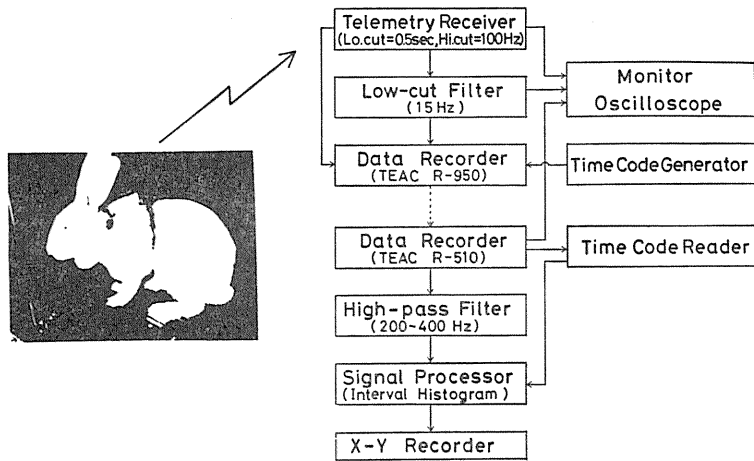 Telemetry Receiver
(Lo.cut=0.5sec,Hi.cut=100Hz)
Low-cut Filter
(15 Hz)
Monitor
Oscilloscope
Data Recorder
(TEAC R-950)
Time Code Generator
Data Recorder
(TEAC R-510)
Time Code Reader
High-pass Filter
(200~400 Hz)
Signal Processor
(Interval Histogram)
X-Y Recorder